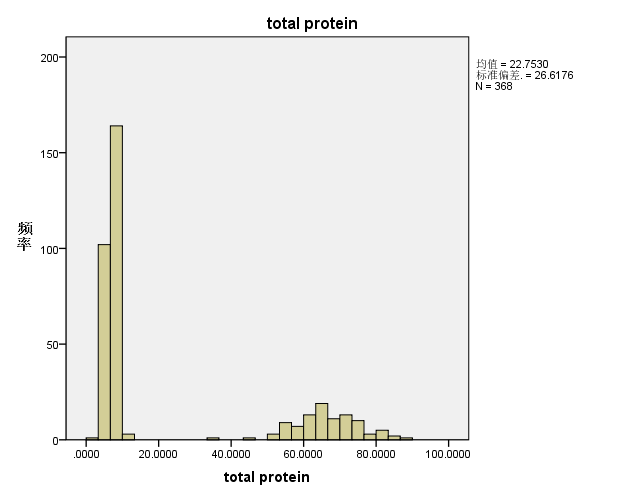 total protein
均值 = 22.7530
标准偏差. = 26.6176
N = 368
200
150
100
50
0
频率
.0000 20.0000 40.0000 60.0000 80.0000 100.0000
total protein